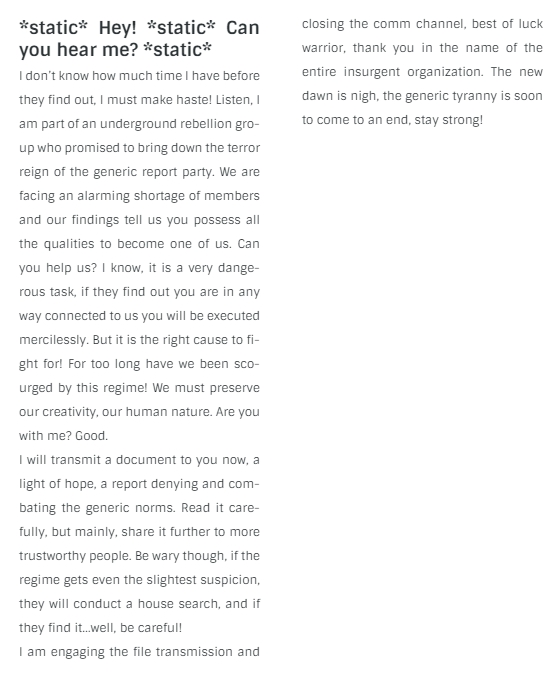 *static* Hey! *static* Can
you hear me? *static*
I don't know how much time I have before
they find out, I must make haste! Listen, I
am part of an underground rebellion gro-
up who promised to bring down the terror
reign of the generic report party. We are
facing an alarming shortage of members
and our findings tell us you possess all
the qualities to become one of us. Can
you help us? I know, it is a very dange-
rous task, if they find out you are in any
way connected to us you will be executed
mercilessly. But it is the right cause to fi-
ght for! For too long have we been sco-
urged by this regime! We must preserve
our creativity, our human nature. Are you
with me? Good.
I will transmit a document to you now, a
light of hope, a report denying and com-
bating the generic norms. Read it care-
fully, but mainly, share it further to more
trustworthy people. Be wary though, if the
regime gets even the slightest suspicion,
they will conduct a house search, and if
they find it...well, be careful!
I am engaging the file transmission and
closing the comm channel, best of luck
warrior, thank you in the name of the
entire insurgent organization. The new
dawn is nigh, the generic tyranny is soon
to come to an end, stay strong!